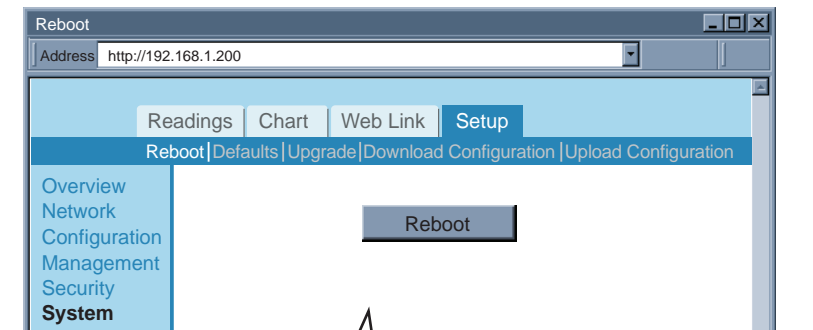 Reboot
Address http://192.168.1.200
Readings Chart Web Link Setup
Reboot|Defaults|Upgrade|Download Configuration|Upload Configuration
Overview
Network
Configuration
Management
Security
System
Reboot